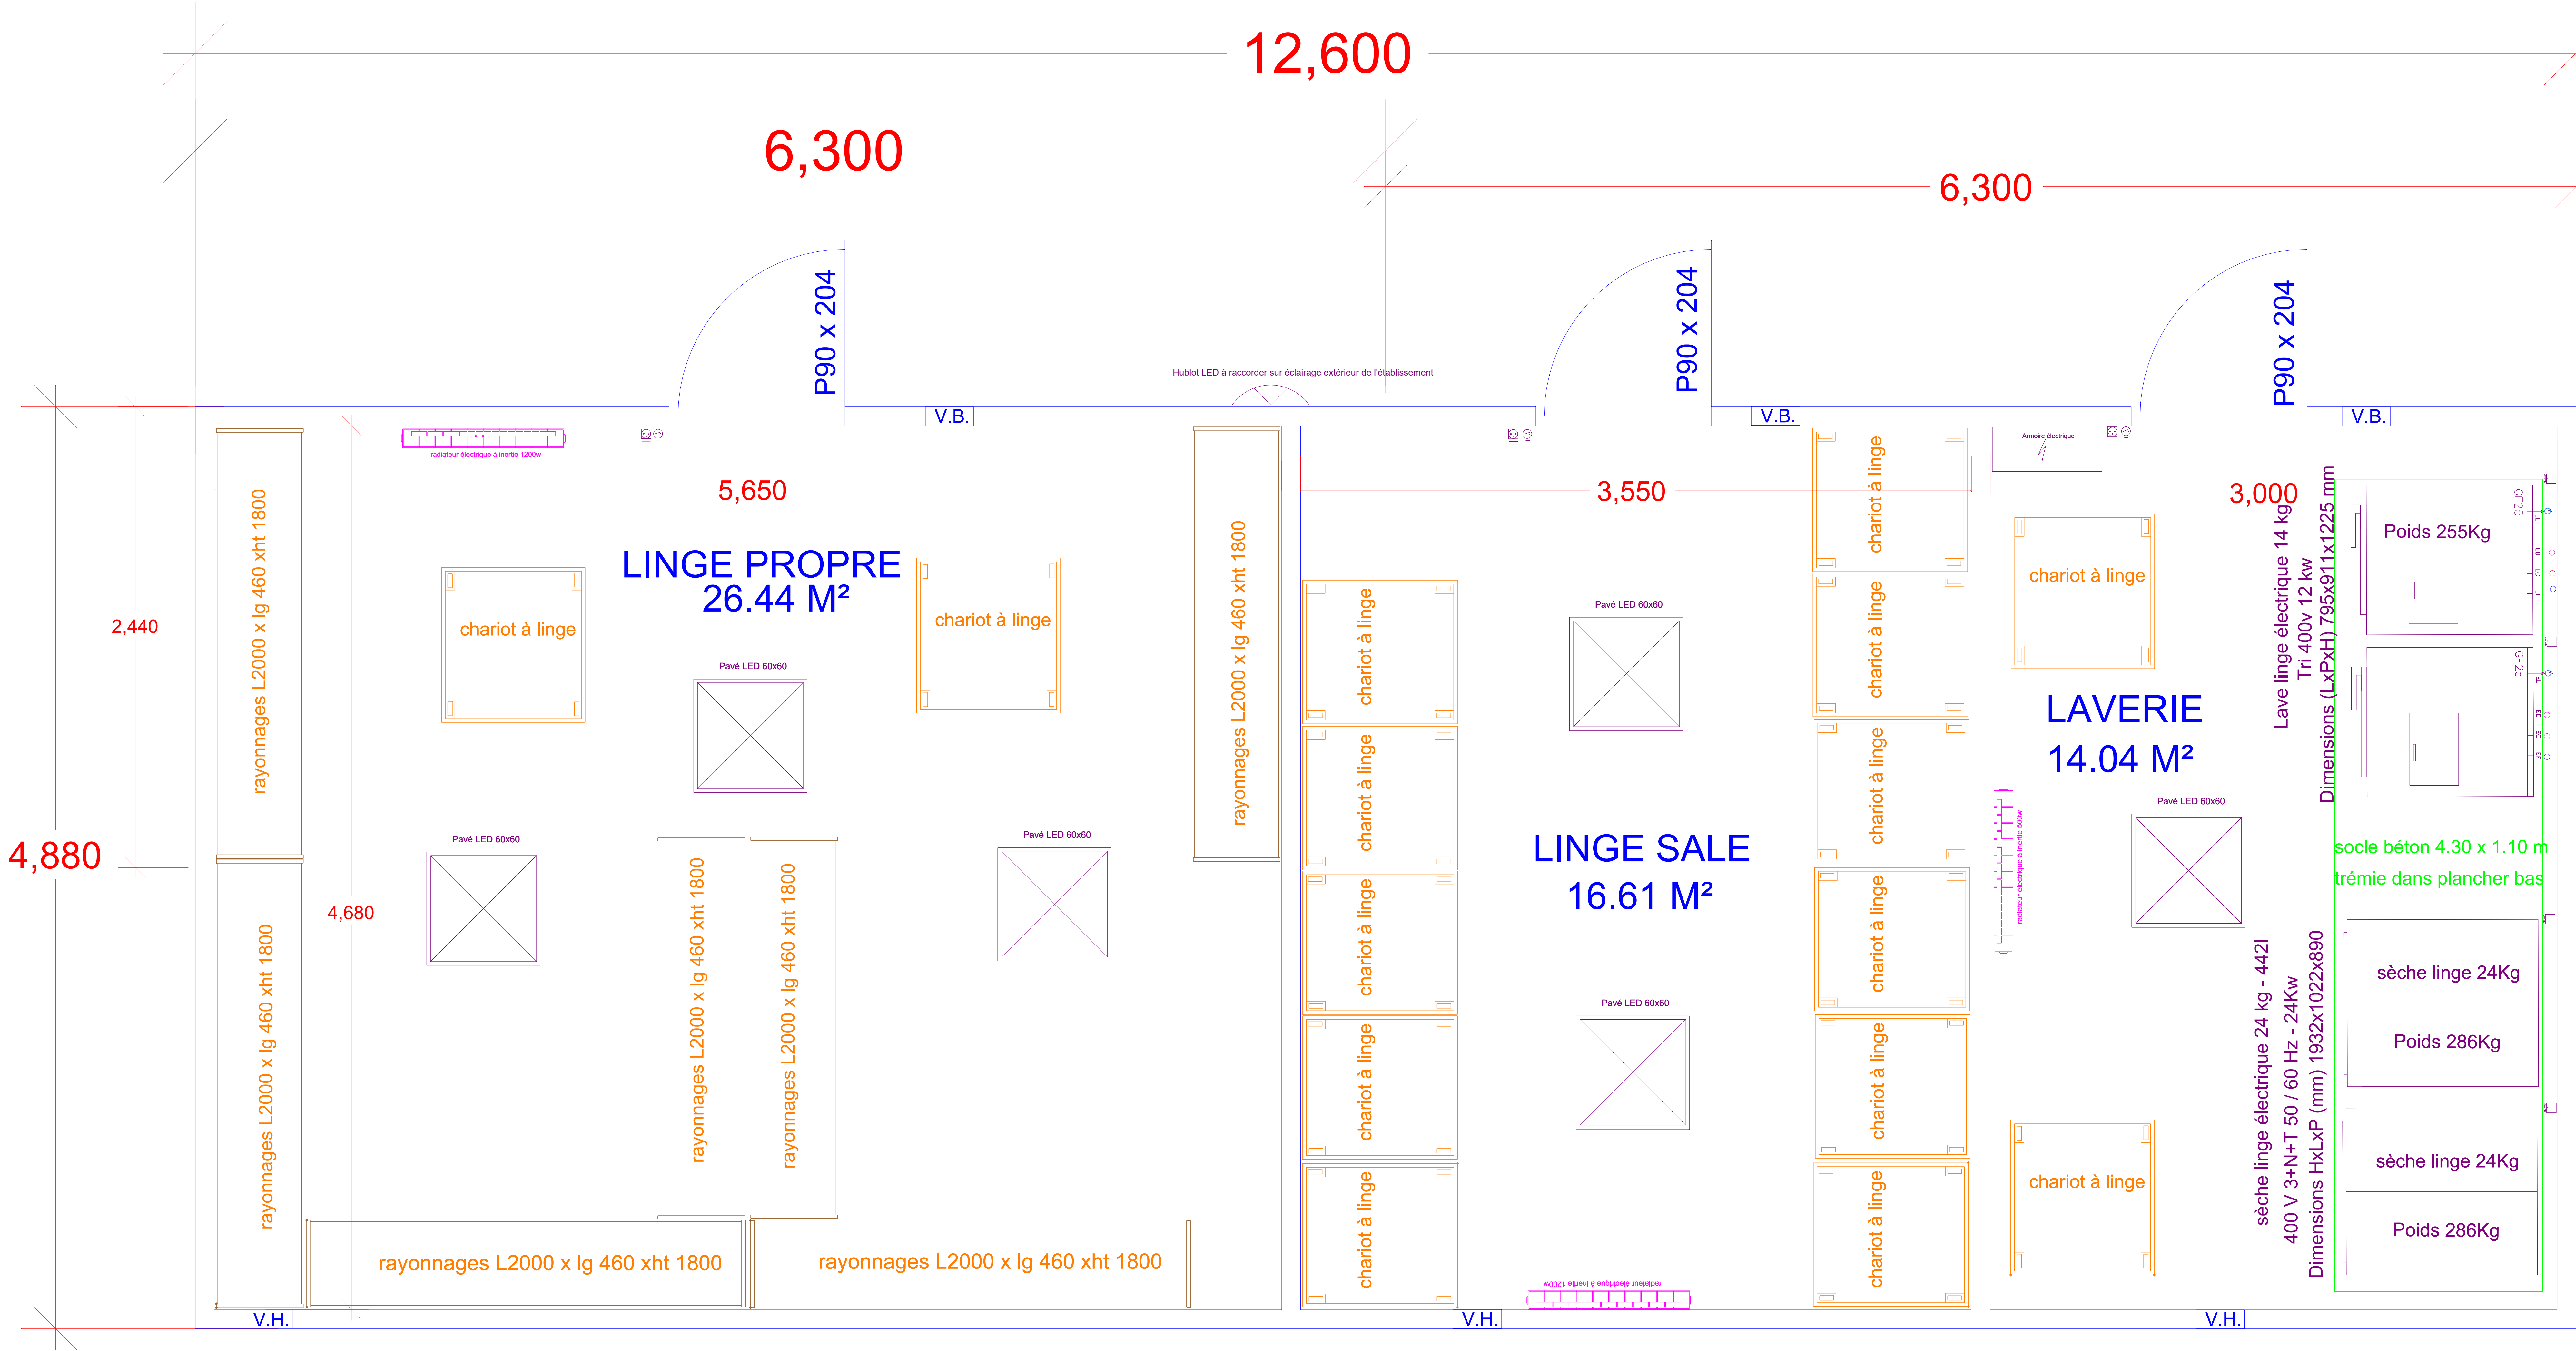 12,600
6,300
6,300
P90 x 204
P90 x 204
P90 x 204
Hublot LED à raccorder sur éclairage extérieur de l'établissement
V.B.
V.B.
V.B.
radiateur électrique à inertie 1200w
Armoire électrique
5,650
3,550
3,000
2,440
4,880
4,680
LINGE PROPRE
26.44 M²
rayonnages L2000 x lg 460 xht 1800
rayonnages L2000 x lg 460 xht 1800
rayonnages L2000 x lg 460 xht 1800
rayonnages L2000 x lg 460 xht 1800
rayonnages L2000 x lg 460 xht 1800
rayonnages L2000 x lg 460 xht 1800
rayonnages L2000 x lg 460 xht 1800
chariot à linge
chariot à linge
Pavé LED 60x60
Pavé LED 60x60
Pavé LED 60x60
LINGE SALE
16.61 M²
Pavé LED 60x60
Pavé LED 60x60
chariot à linge
chariot à linge
chariot à linge
chariot à linge
chariot à linge
chariot à linge
chariot à linge
chariot à linge
chariot à linge
chariot à linge
chariot à linge
radiateur électrique à inertie 1200w
LAVERIE
14.04 M²
chariot à linge
chariot à linge
Pavé LED 60x60
radiateur électrique à inertie 500w
Lave linge électrique 14 kg
Tri 400v 12 kw
Dimensions (LxPxH) 795x911x1225 mm
GF25
Poids 255Kg
EC
EF
GF25
EC
EF
socle béton 4.30 x 1.10 m
trémie dans plancher bas
sèche linge électrique 24 kg - 442l
400 V 3+N+T 50 / 60 Hz - 24Kw
Dimensions HxLxP (mm) 1932x1022x890
sèche linge 24Kg
Poids 286Kg
sèche linge 24Kg
Poids 286Kg
V.H.
V.H.
V.H.